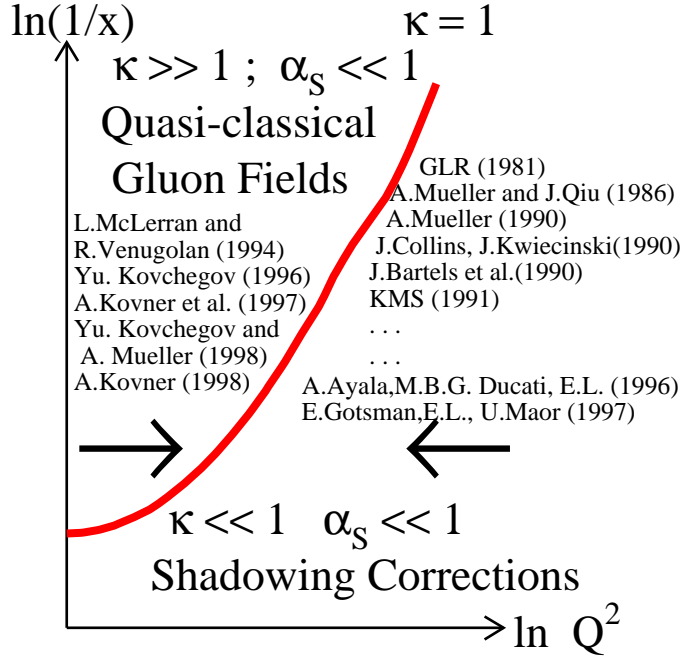 ln(1/x)
κ = 1
κ >> 1 ; α_S << 1
Quasi-classical
Gluon Fields
L.McLerran and
R.Venugolan (1994)
Yu. Kovchegov (1996)
A.Kovner et al. (1997)
Yu. Kovchegov and
A. Mueller (1998)
A.Kovner (1998)
GLR (1981)
A.Mueller and J.Qiu (1986)
A.Mueller (1990)
J.Collins, J.Kwiecinski(1990)
J.Bartels et al.(1990)
KMS (1991)
. . .
. . .
A.Ayala,M.B.G. Ducati, E.L. (1996)
E.Gotsman,E.L., U.Maor (1997)
κ << 1 α_S << 1
Shadowing Corrections
ln Q²